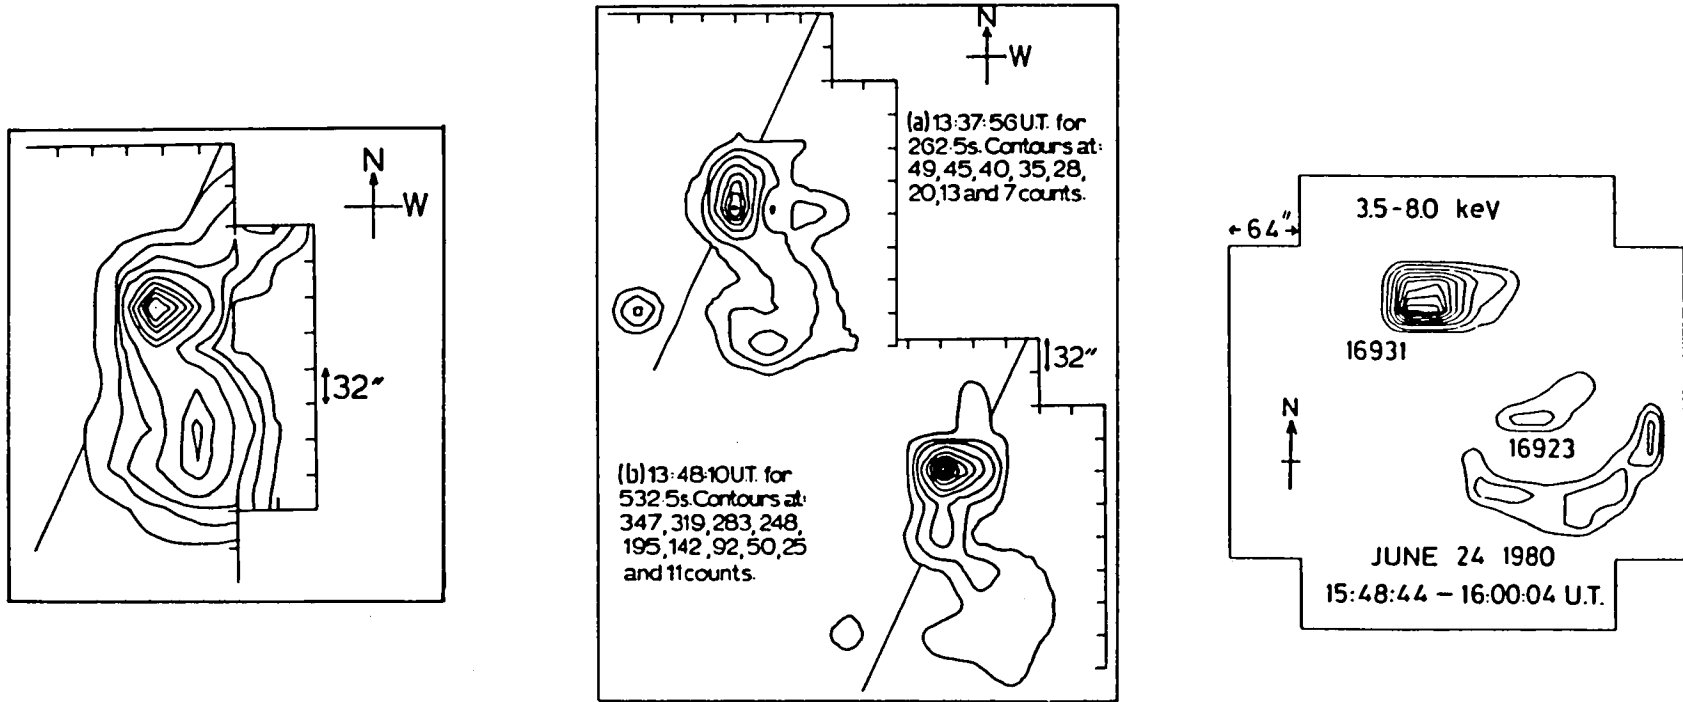 N
W
32"
N
W
(a) 13:37:56 U.T. for
262·5s. Contours at:
49, 45, 40, 35, 28,
20, 13 and 7 counts.
32"
(b) 13:48:10 U.T. for
532·5s. Contours at:
347, 319, 283, 248,
195, 142, 92, 50, 25
and 11 counts.
3.5-8.0 keV
64"
16931
N
16923
JUNE 24 1980
15:48:44 – 16:00:04 U.T.